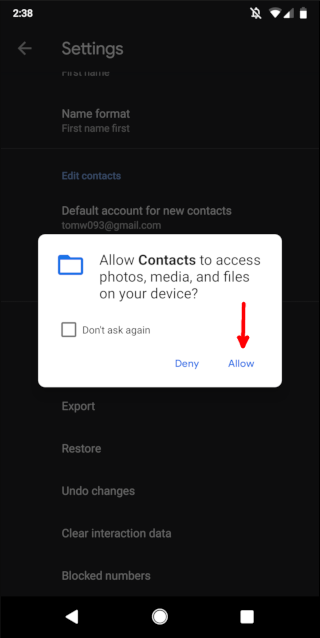 2:38
Settings
Name format
First name first
Edit contacts
Default account for new contacts
tomw093@gmail.com
Allow Contacts to access
photos, media, and files
on your device?
Don't ask again
Deny Allow
Export
Restore
Undo changes
Clear interaction data
Blocked numbers